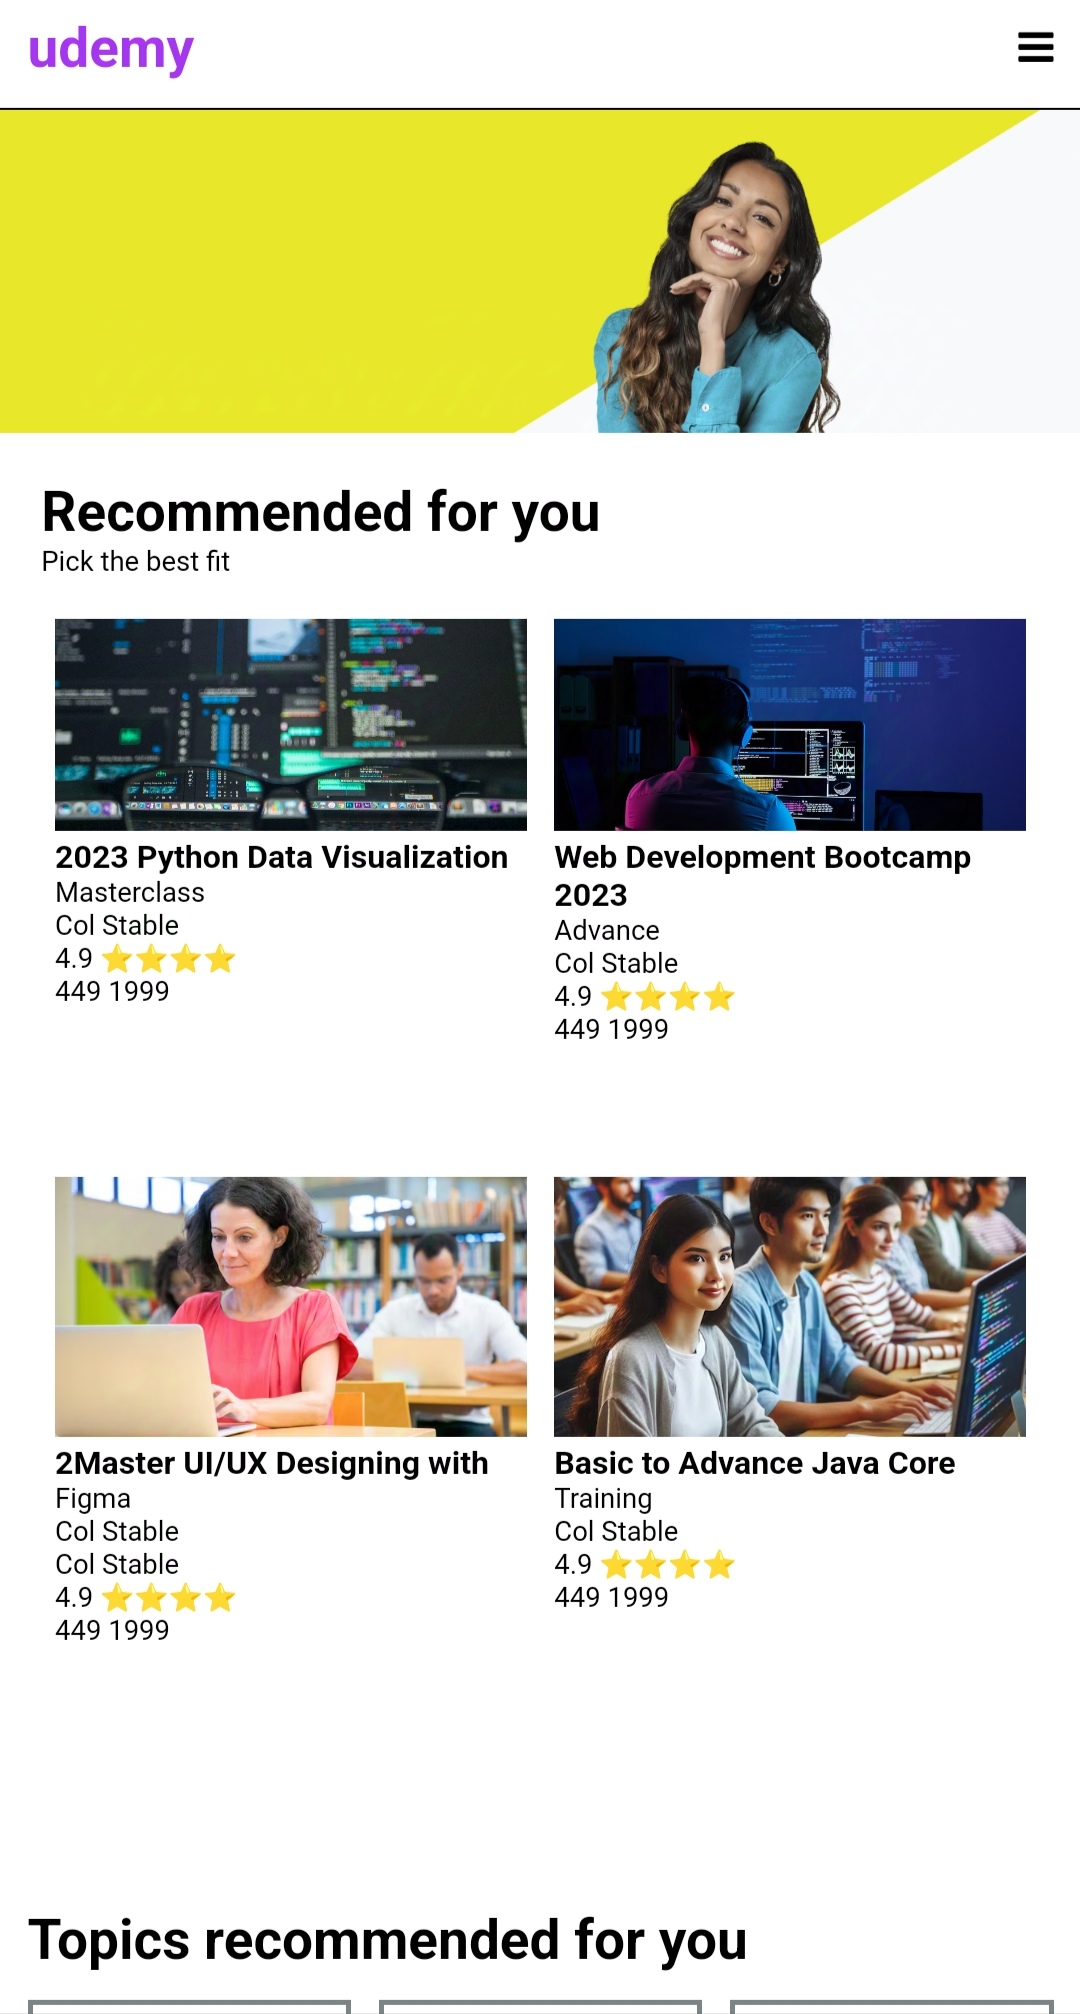 udemy
Recommended for you
Pick the best fit
2023 Python Data Visualization
Masterclass
Col Stable
4.9 ⭐⭐⭐⭐
449 1999
Web Development Bootcamp
2023
Advance
Col Stable
4.9 ⭐⭐⭐⭐
449 1999
2Master UI/UX Designing with
Figma
Col Stable
Col Stable
4.9 ⭐⭐⭐⭐
449 1999
Basic to Advance Java Core
Training
Col Stable
4.9 ⭐⭐⭐⭐
449 1999
Topics recommended for you